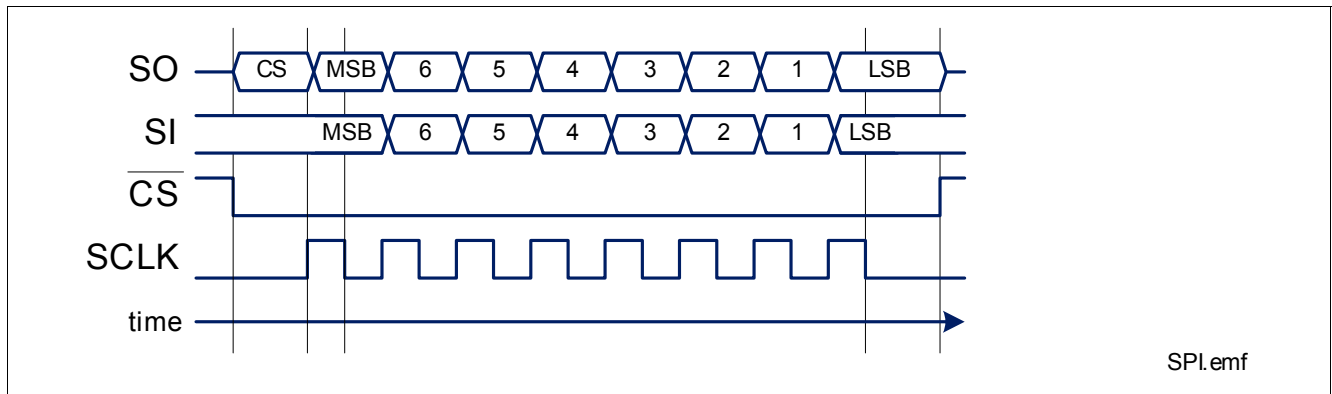 SO CS MSB 6 5 4 3 2 1 LSB
SI MSB 6 5 4 3 2 1 LSB
CS
SCLK
time
SPI.emf